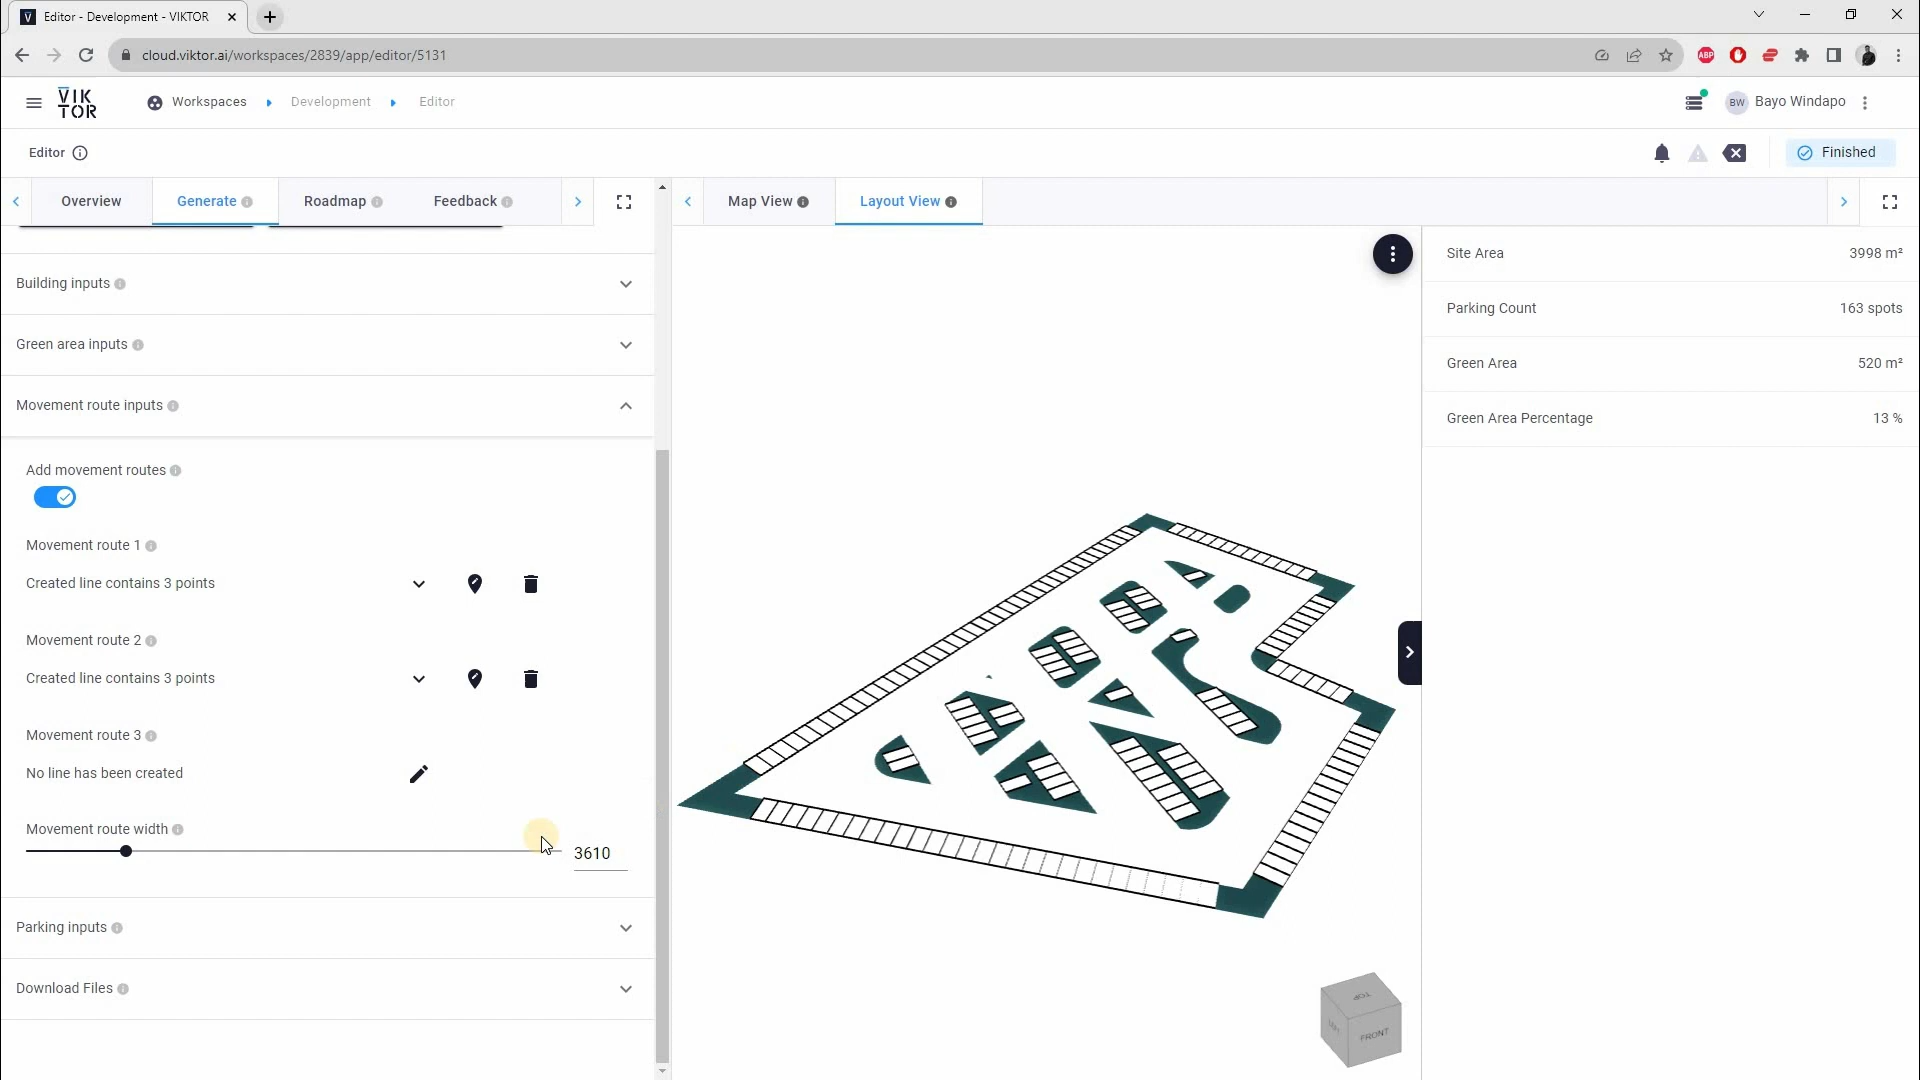 Editor - Development - VIKTOR
cloud.viktor.ai/workspaces/2839/app/editor/5131
ABP
VIK
TOR
Workspaces
Development
Editor
BW
Bayo Windapo
Editor
Finished
Overview
Generate
Roadmap
Feedback
Map View
Layout View
Building inputs
Green area inputs
Movement route inputs
Add movement routes
Movement route 1
Created line contains 3 points
Movement route 2
Created line contains 3 points
Movement route 3
No line has been created
Movement route width
3610
Parking inputs
Download Files
Site Area
3998 m²
Parking Count
163 spots
Green Area
520 m²
Green Area Percentage
13 %
TOP
FRONT